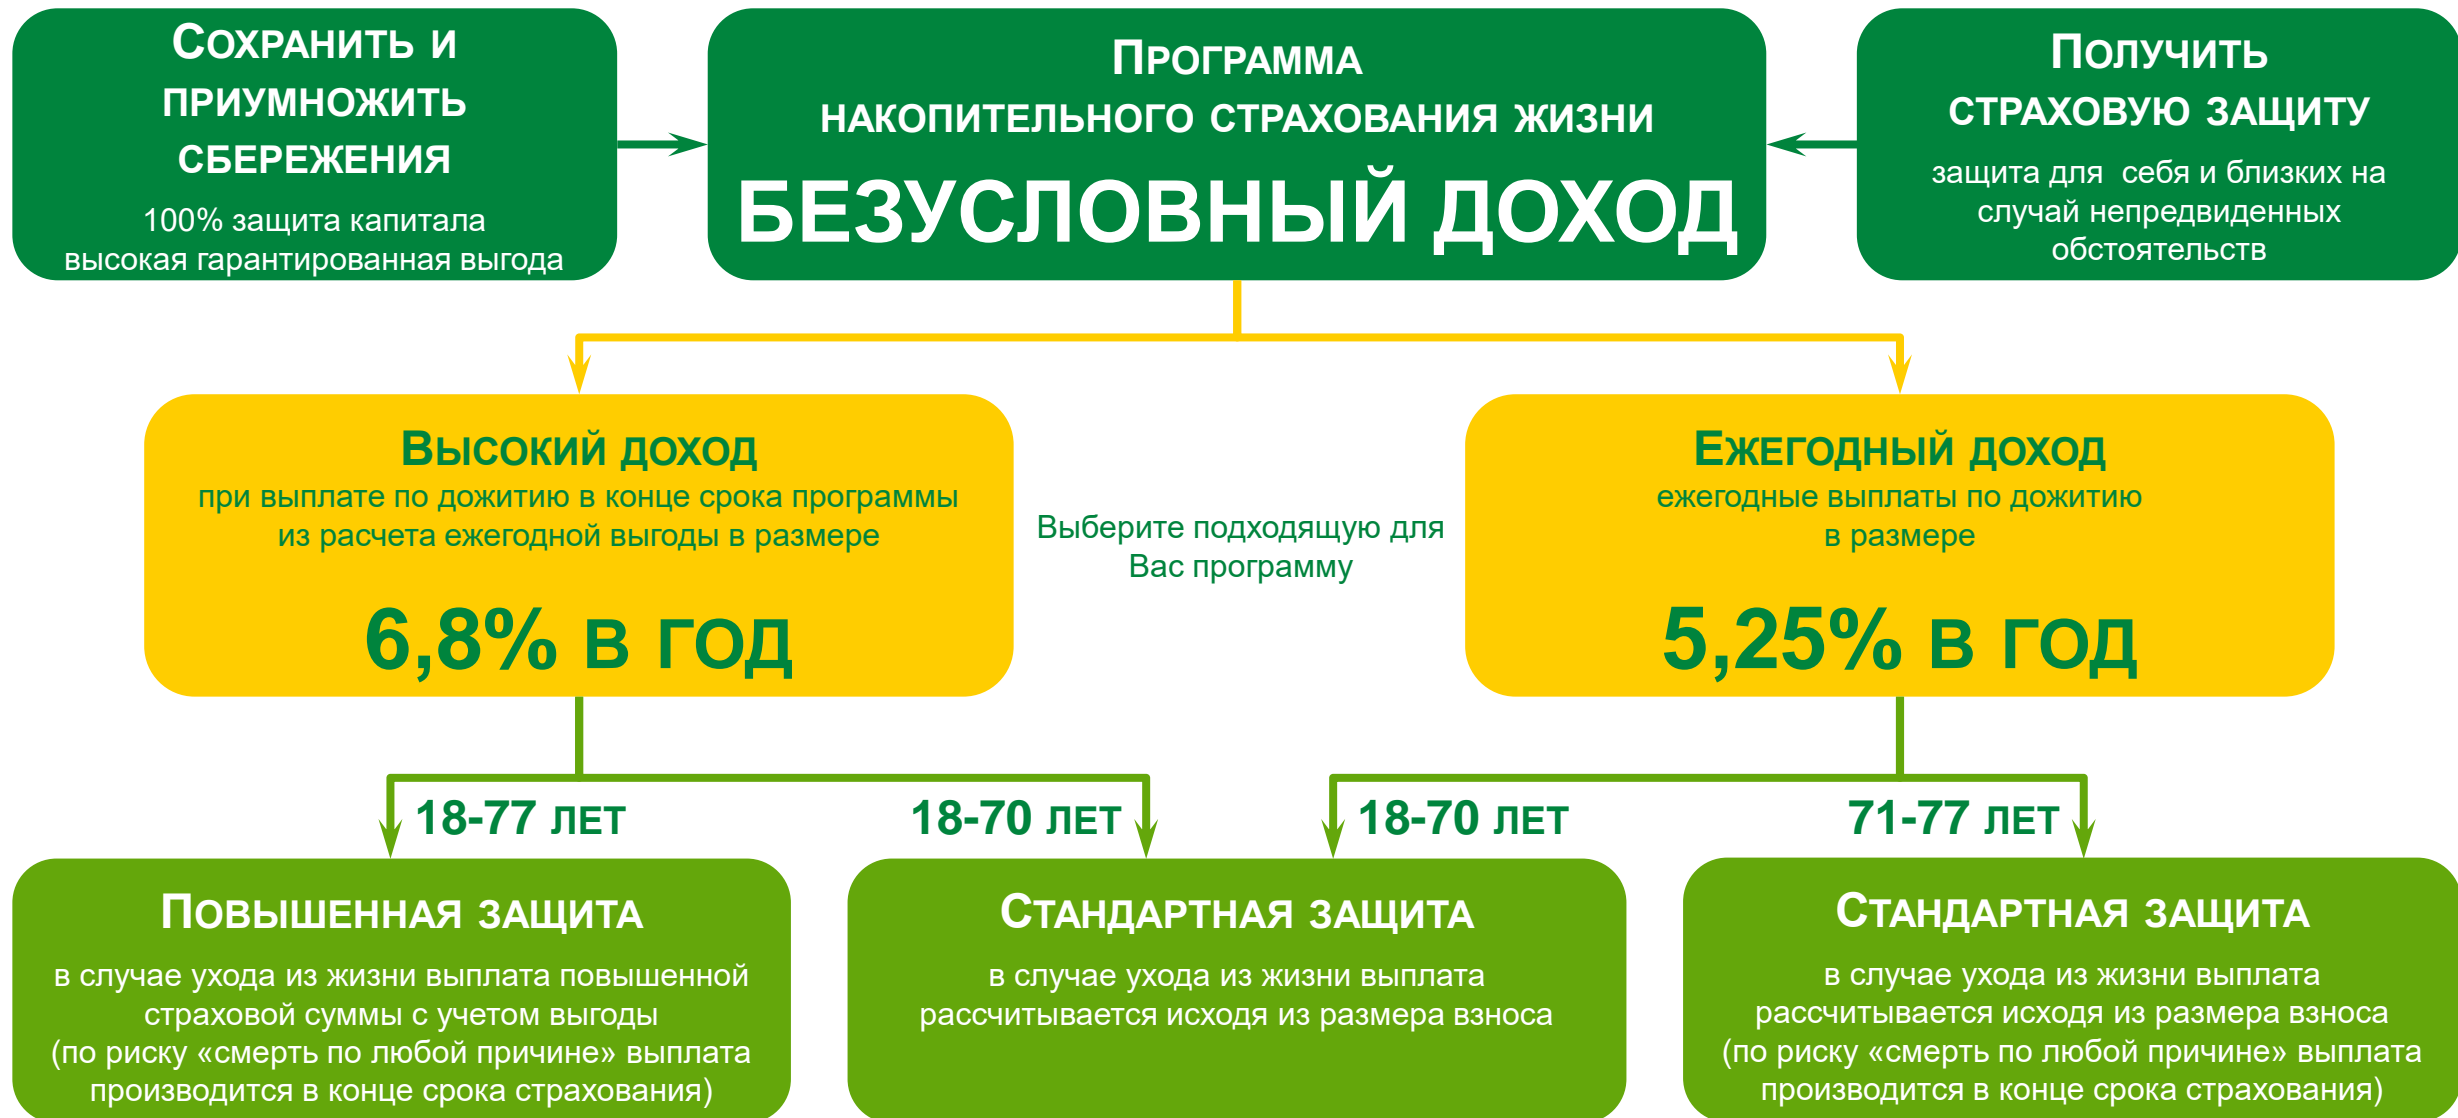 Сохранить и
приумножить
сбережения
100% защита капитала
высокая гарантированная выгода
Программа
накопительного страхования жизни
БЕЗУСЛОВНЫЙ ДОХОД
Получить
страховую защиту
защита для себя и близких на
случай непредвиденных
обстоятельств
Высокий доход
при выплате по дожитию в конце срока программы
из расчета ежегодной выгоды в размере
6,8% в год
Выберите подходящую для
Вас программу
Ежегодный доход
ежегодные выплаты по дожитию
в размере
5,25% в год
18-77 лет
18-70 лет
18-70 лет
71-77 лет
Повышенная защита
в случае ухода из жизни выплата повышенной
страховой суммы с учетом выгоды
(по риску «смерть по любой причине» выплата
производится в конце срока страхования)
Стандартная защита
в случае ухода из жизни выплата
рассчитывается исходя из размера взноса
Стандартная защита
в случае ухода из жизни выплата
рассчитывается исходя из размера взноса
(по риску «смерть по любой причине» выплата
производится в конце срока страхования)